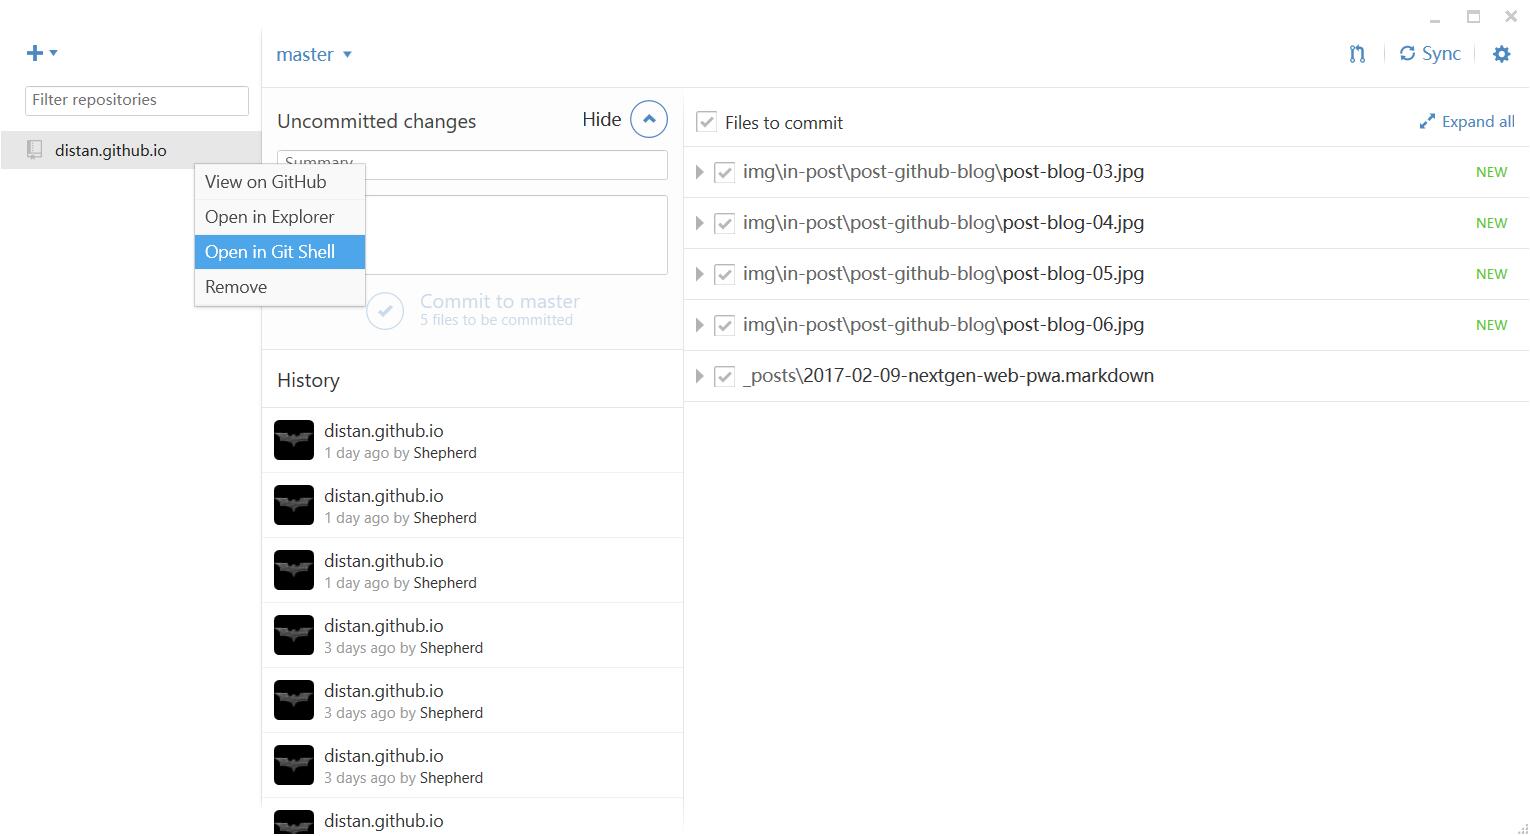 master
Sync
Filter repositories
distan.github.io
View on GitHub
Open in Explorer
Open in Git Shell
Remove
Uncommitted changes
Hide
Summary
Commit to master
5 files to be committed
History
distan.github.io
1 day ago by Shepherd
distan.github.io
1 day ago by Shepherd
distan.github.io
1 day ago by Shepherd
distan.github.io
3 days ago by Shepherd
distan.github.io
3 days ago by Shepherd
distan.github.io
3 days ago by Shepherd
distan.github.io
Files to commit
Expand all
img\in-post\post-github-blog\post-blog-03.jpg NEW
img\in-post\post-github-blog\post-blog-04.jpg NEW
img\in-post\post-github-blog\post-blog-05.jpg NEW
img\in-post\post-github-blog\post-blog-06.jpg NEW
_posts\2017-02-09-nextgen-web-pwa.markdown